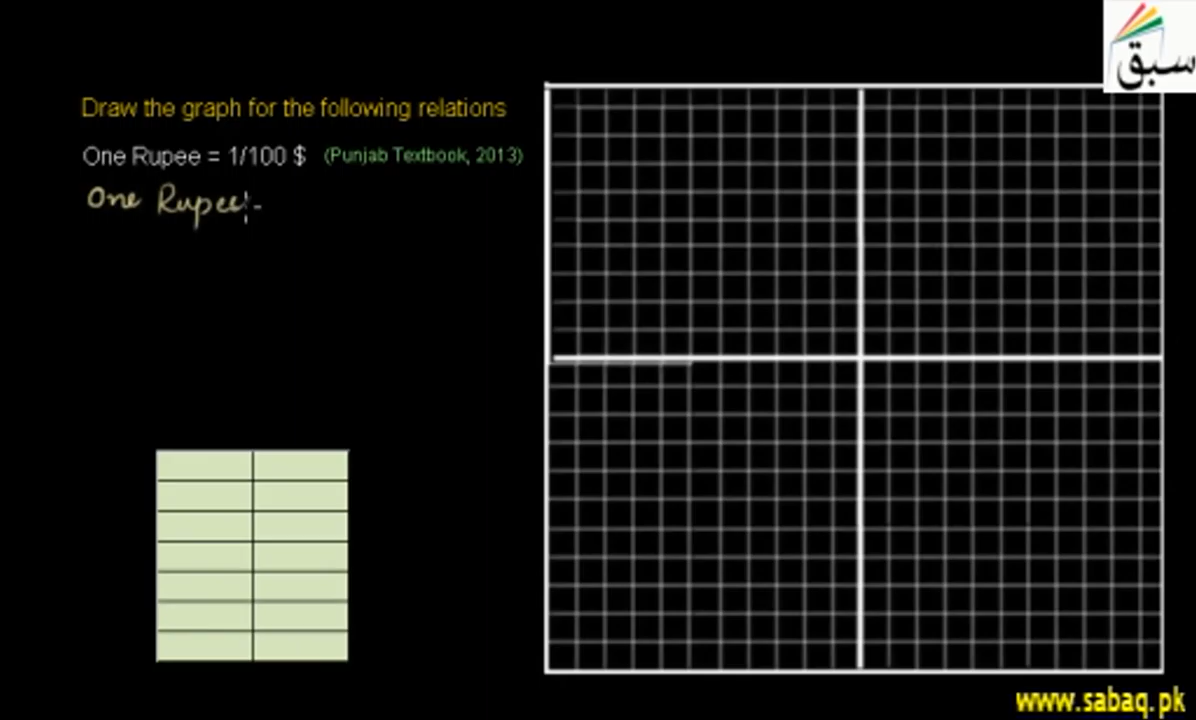 سبق
Draw the graph for the following relations
One Rupee = 1/100 $ (Punjab Textbook, 2013)
One Rupee:-
www.sabaq.pk